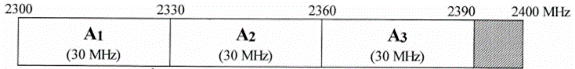 2300 2330 2360 2390 2400 MHz
A1 A2 A3
(30 MHz) (30 MHz) (30 MHz)